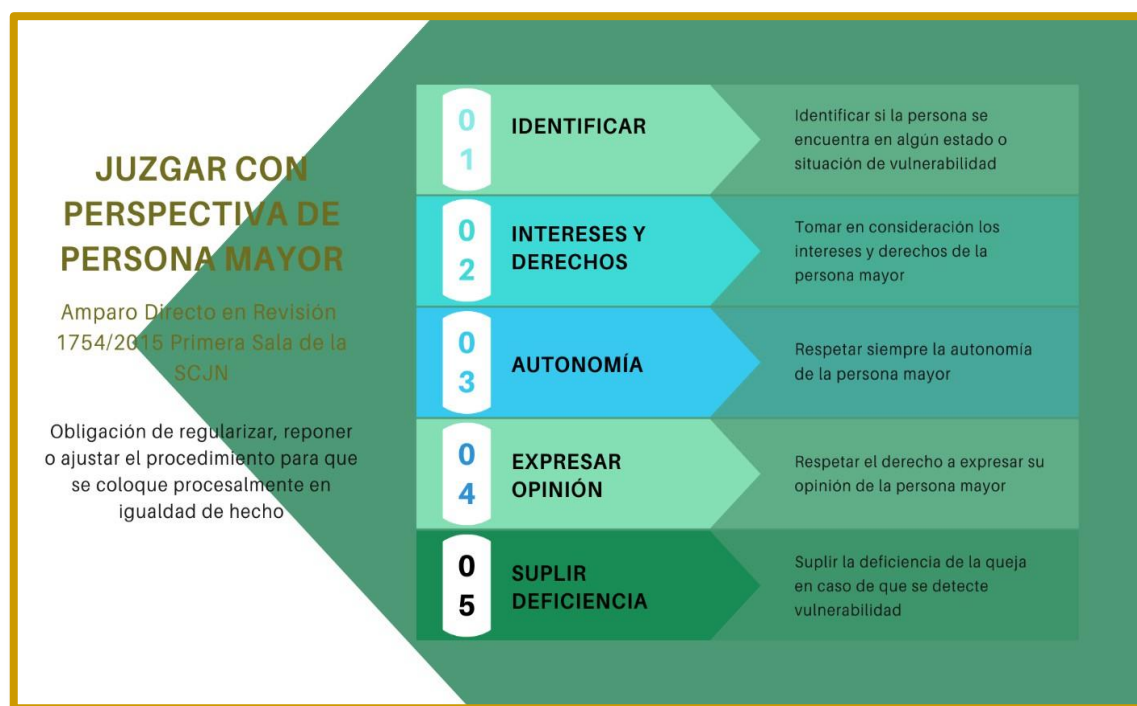 JUZGAR CON
PERSPECTIVA DE
PERSONA MAYOR
Amparo Directo en Revisión
1754/2015 Primera Sala de la
SCJN
Obligación de regularizar, reponer
o ajustar el procedimiento para que
se coloque procesalmente en
igualdad de hecho
0
1
IDENTIFICAR
Identificar si la persona se
encuentra en algún estado o
situación de vulnerabilidad
0
2
INTERESES Y
DERECHOS
Tomar en consideración los
intereses y derechos de la
persona mayor
0
3
AUTONOMÍA
Respetar siempre la autonomía
de la persona mayor
0
4
EXPRESAR
OPINIÓN
Respetar el derecho a expresar su
opinión de la persona mayor
0
5
SUPLIR
DEFICIENCIA
Suplir la deficiencia de la queja
en caso de que se detecte
vulnerabilidad